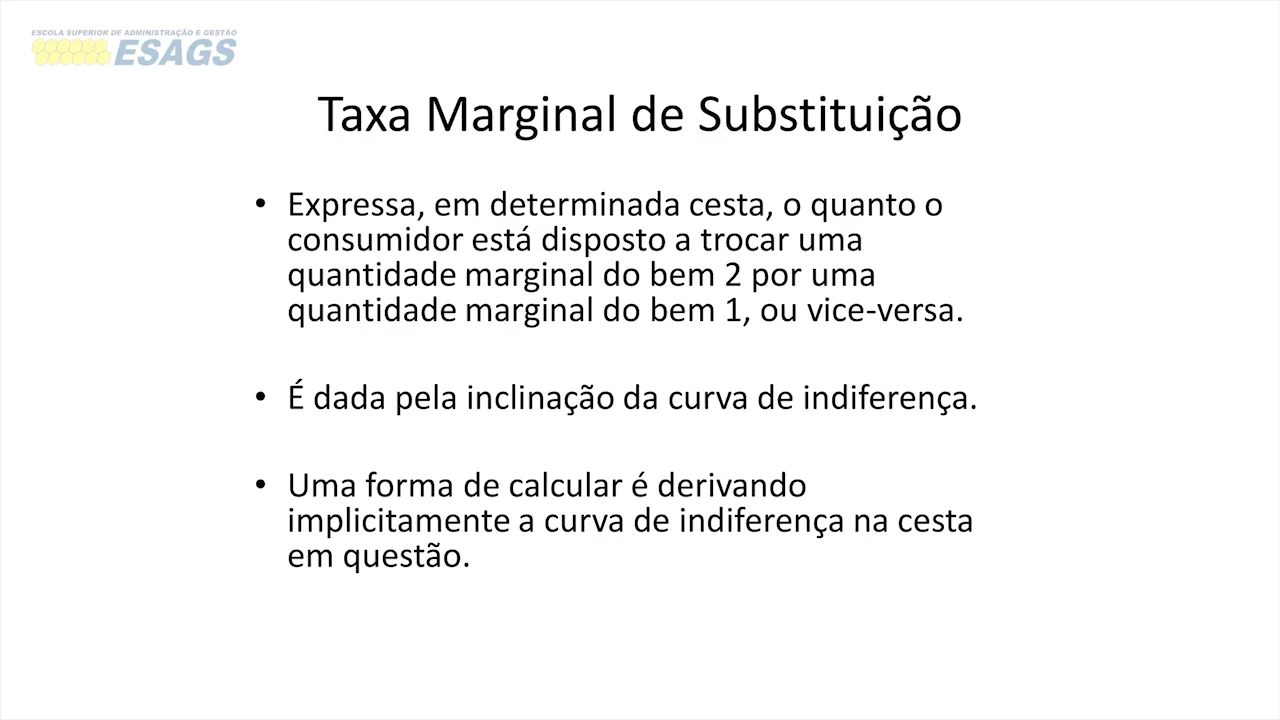 ESCOLA SUPERIOR DE ADMINISTRAÇÃO E GESTÃO
ESAGS
Taxa Marginal de Substituição
• Expressa, em determinada cesta, o quanto o
consumidor está disposto a trocar uma
quantidade marginal do bem 2 por uma
quantidade marginal do bem 1, ou vice-versa.
• É dada pela inclinação da curva de indiferença.
• Uma forma de calcular é derivando
implicitamente a curva de indiferença na cesta
em questão.